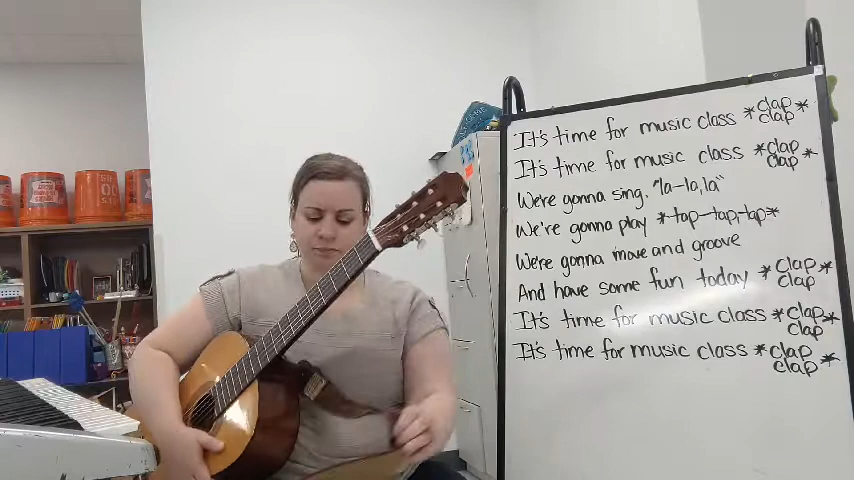 It's time for music class *clap clap*
It's time for music class *clap clap*
We're gonna sing. "la-la, la"
We're gonna play *tap-tap, tap*
We're gonna move and groove
And have some fun today *clap clap*
It's time for music class *clap clap*
It's time for music class *clap clap*